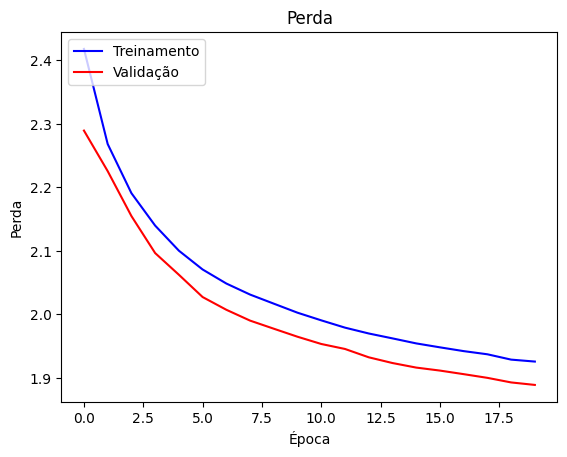 Perda
Treinamento
Validação
2.4
2.3
2.2
2.1
2.0
1.9
Perda
0.0 2.5 5.0 7.5 10.0 12.5 15.0 17.5
Época